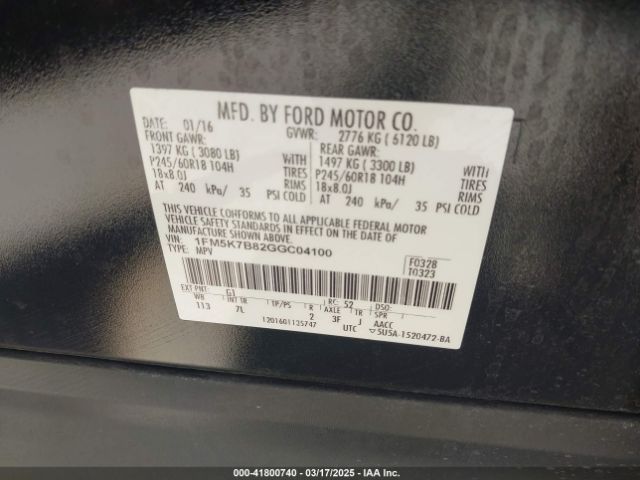 MFD. BY FORD MOTOR CO.
DATE: 01/16 GVWR: 2776 KG ( 6120 LB)
FRONT GAWR: REAR GAWR:
1397 KG ( 3080 LB) WITH 1497 KG ( 3300 LB) WITH
P245/60R18 104H TIRES P245/60R18 104H TIRES
18x8.0J RIMS 18x8.0J RIMS
AT 240 kPa/ 35 PSI COLD AT 240 kPa/ 35 PSI COLD
THIS VEHICLE CONFORMS TO ALL APPLICABLE FEDERAL MOTOR
VEHICLE SAFETY STANDARDS IN EFFECT ON THE DATE OF
MANUFACTURE SHOWN ABOVE.
VIN: 1FM5K7B82GGC04100
TYPE: MPV
F0328
T0323
EXT PNT: G1 RC: 52 DSO:
WB INT TR TP/PS R AXLE TR SPR
113 7L 2 3F J AACC
1201601135747 UTC 5U5A-1520472-BA
000-41800740 - 03/17/2025 - IAA Inc.